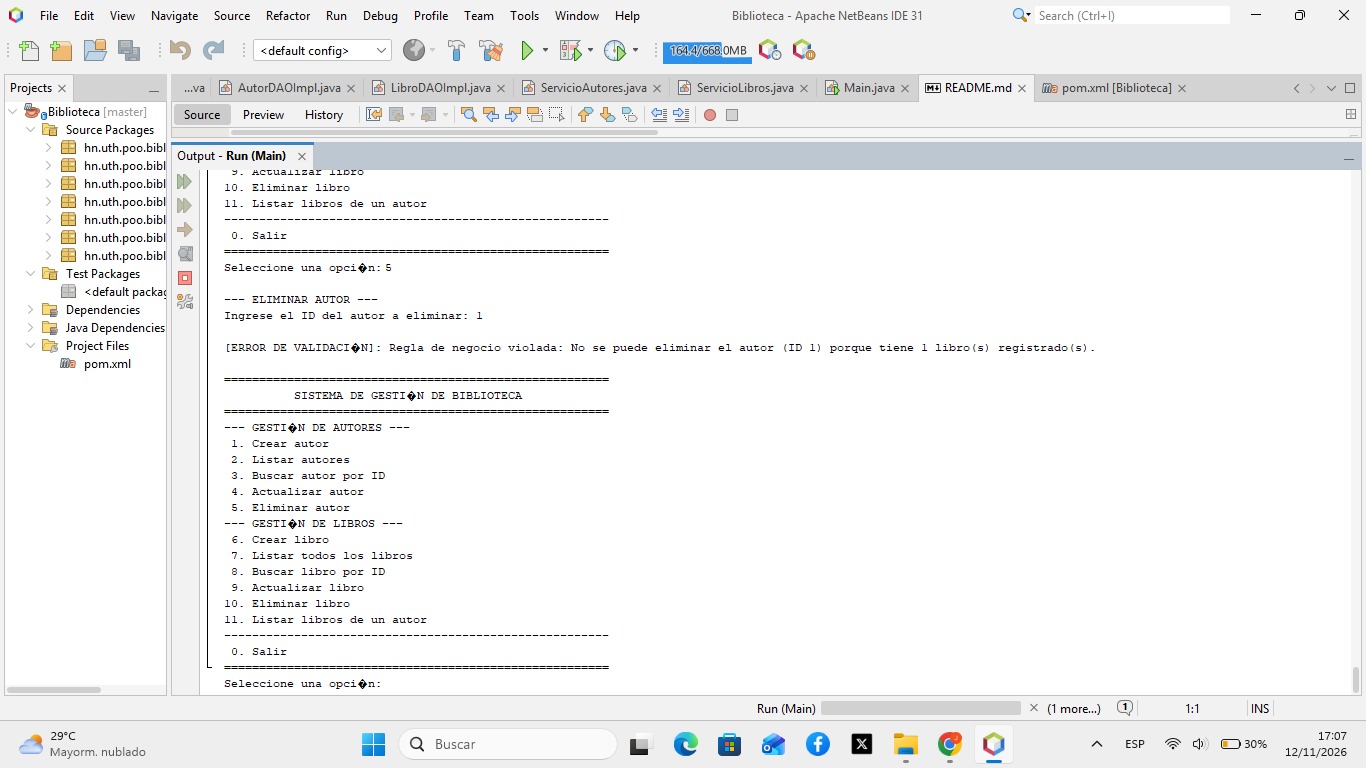 File Edit View Navigate Source Refactor Run Debug Profile Team Tools Window Help
Biblioteca - Apache NetBeans IDE 31
Search (Ctrl+I)
<default config>
164.4/668.0MB
Projects
...va AutorDAOImpl.java LibroDAOImpl.java ServicioAutores.java ServicioLibros.java Main.java README.md pom.xml [Biblioteca]
Source Preview History
Biblioteca [master]
Source Packages
hn.uth.poo.bibl
hn.uth.poo.bibl
hn.uth.poo.bibl
hn.uth.poo.bibl
hn.uth.poo.bibl
hn.uth.poo.bibl
hn.uth.poo.bibl
Test Packages
<default packag
Dependencies
Java Dependencies
Project Files
pom.xml
Output - Run (Main)
9. Actualizar libro
10. Eliminar libro
11. Listar libros de un autor
-------------------------------------------------------
0. Salir
=======================================================
Seleccione una opci�n: 5
--- ELIMINAR AUTOR ---
Ingrese el ID del autor a eliminar: 1
[ERROR DE VALIDACI�N]: Regla de negocio violada: No se puede eliminar el autor (ID 1) porque tiene 1 libro(s) registrado(s).
=======================================================
SISTEMA DE GESTI�N DE BIBLIOTECA
=======================================================
--- GESTI�N DE AUTORES ---
1. Crear autor
2. Listar autores
3. Buscar autor por ID
4. Actualizar autor
5. Eliminar autor
--- GESTI�N DE LIBROS ---
6. Crear libro
7. Listar todos los libros
8. Buscar libro por ID
9. Actualizar libro
10. Eliminar libro
11. Listar libros de un autor
-------------------------------------------------------
0. Salir
=======================================================
Seleccione una opci�n:
Run (Main)
(1 more...)
1
1:1
INS
29°C
Mayorm. nublado
Buscar
ESP
30%
17:07
12/11/2026